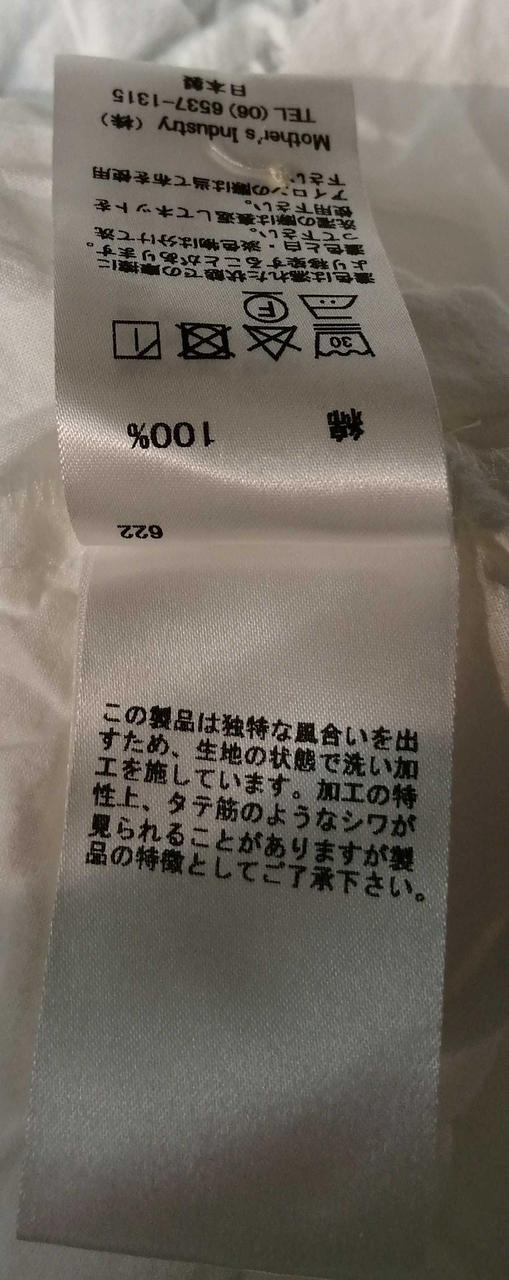 622
綿 100%
30
F
濃色は濡れた状態での摩擦に
より移染することがあります。
濃色と白・淡色物は分けて洗
って下さい。
洗濯の際は裏返してネットを
使用下さい。
アイロンの際は当て布を使用
下さい。
Mother's Industry (株)
TEL (06) 6537-1315
日本製
この製品は独特な風合いを出
すため、生地の状態で洗い加
工を施しています。加工の特
性上、タテ筋のようなシワが
見られることがありますが製
品の特徴としてご了承下さい。